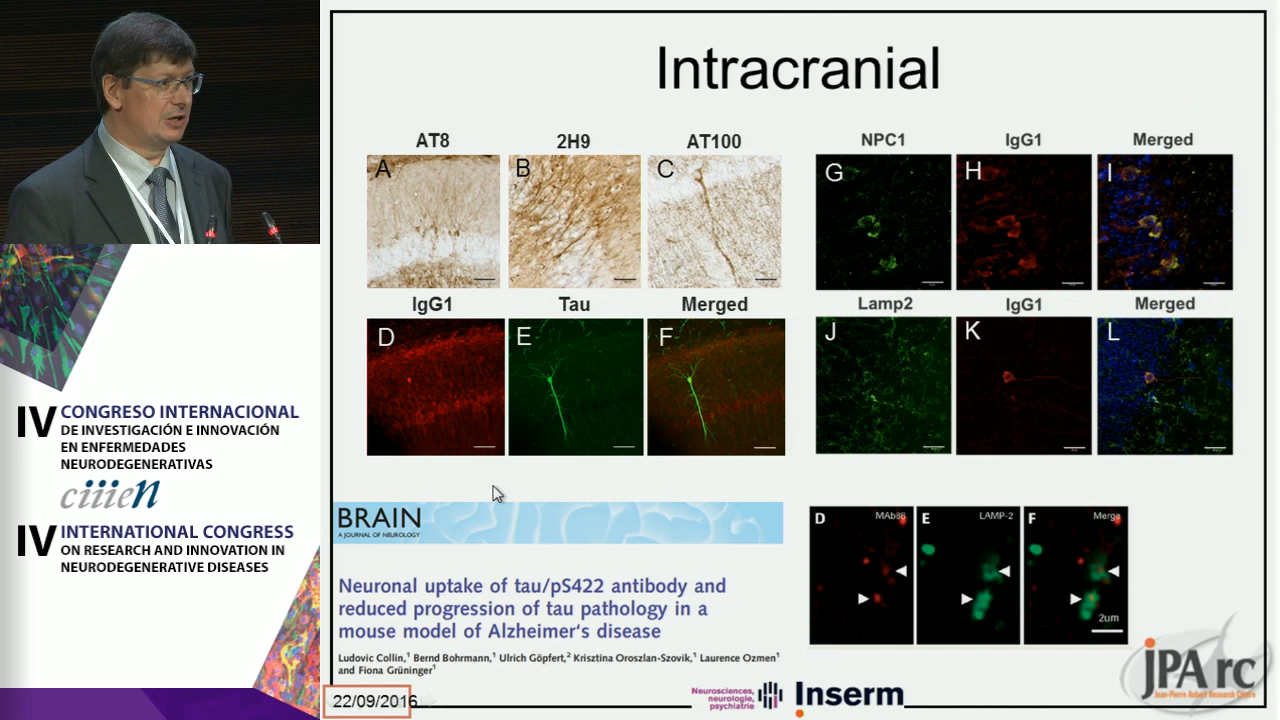 Intracranial
AT8 2H9 AT100
A B C
IgG1 Tau Merged
D E F
NPC1 IgG1 Merged
G H I
Lamp2 IgG1 Merged
J K L
BRAIN
A JOURNAL OF NEUROLOGY
Neuronal uptake of tau/pS422 antibody and
reduced progression of tau pathology in a
mouse model of Alzheimer's disease
Ludovic Collin,¹ Bernd Bohrmann,¹ Ulrich Göpfert,² Krisztina Oroszlan-Szovik,¹ Laurence Ozmen¹
and Fiona Grüninger¹
D MAb86 E LAMP-2 F Merge
2um
22/09/2016
Neurosciences,
neurologie,
psychiatrie
Inserm
JPArc
Jean-Pierre Aubert Research Centre
IV CONGRESO INTERNACIONAL
DE INVESTIGACIÓN E INNOVACIÓN
EN ENFERMEDADES
NEURODEGENERATIVAS
ciiien
IV INTERNATIONAL CONGRESS
ON RESEARCH AND INNOVATION IN
NEURODEGENERATIVE DISEASES